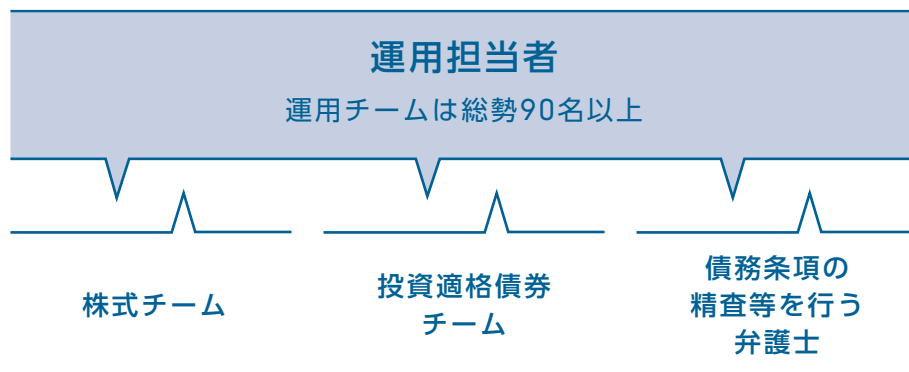 運用担当者
運用チームは総勢90名以上
株式チーム
投資適格債券
チーム
債務条項の
精査等を行う
弁護士